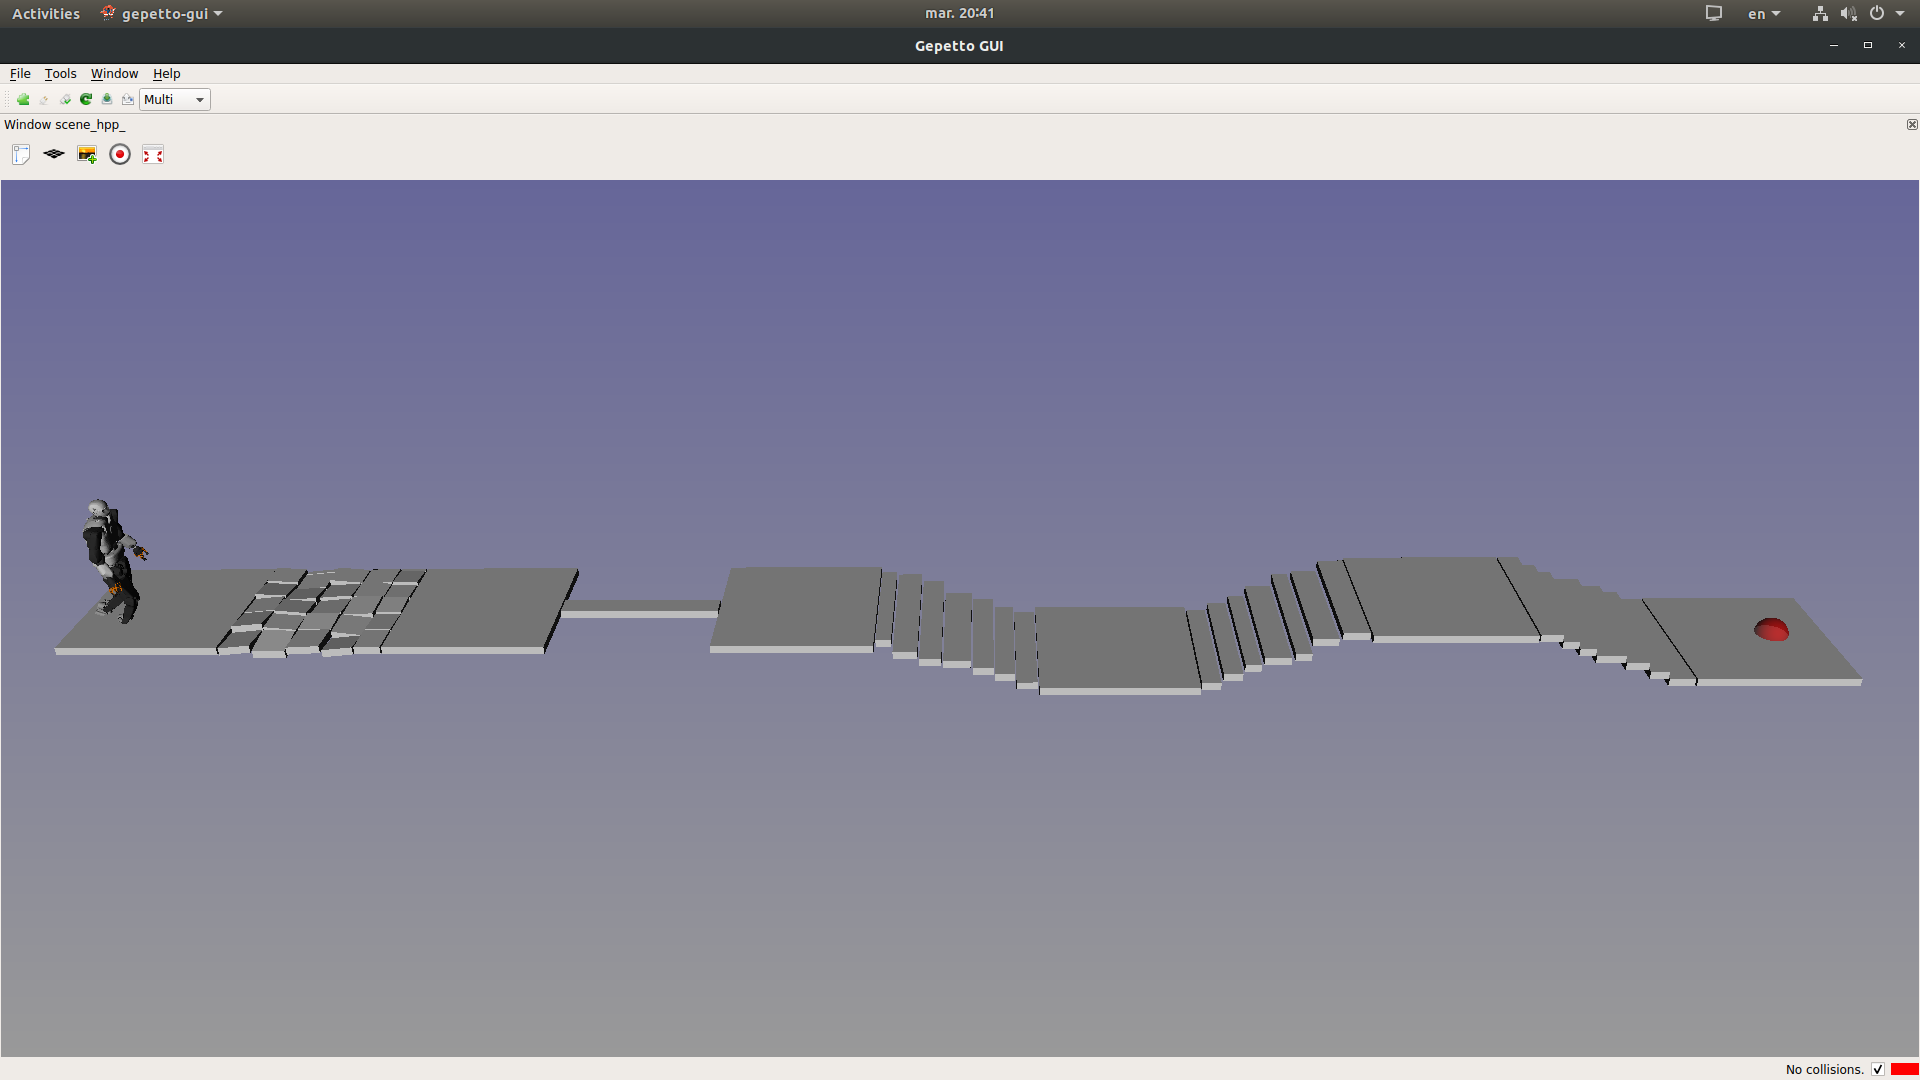 Activities gepetto-gui mar. 20:41 en
Gepetto GUI
File Tools Window Help
Multi
Window scene_hpp_
No collisions.